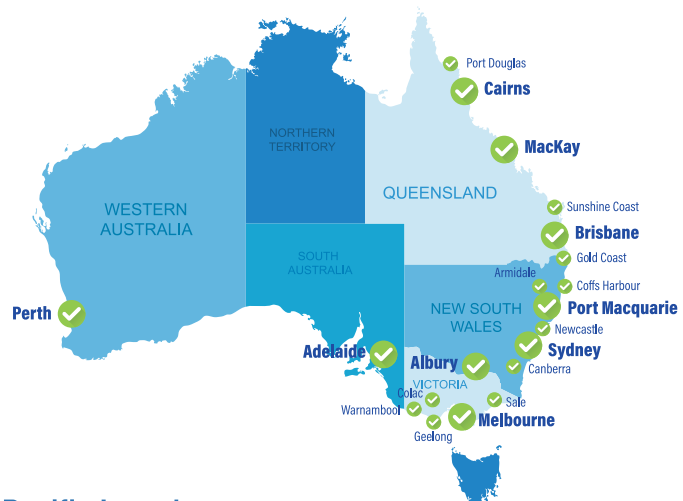 Port Douglas
Cairns
NORTHERN
TERRITORY
MacKay
QUEENSLAND
WESTERN
AUSTRALIA
Sunshine Coast
Brisbane
SOUTH
AUSTRALIA
Gold Coast
Armidale
Coffs Harbour
Perth
NEW SOUTH
WALES
Port Macquarie
Newcastle
Adelaide
Albury
Sydney
Canberra
VICTORIA
Colac
Sale
Warnambool
Melbourne
Geelong